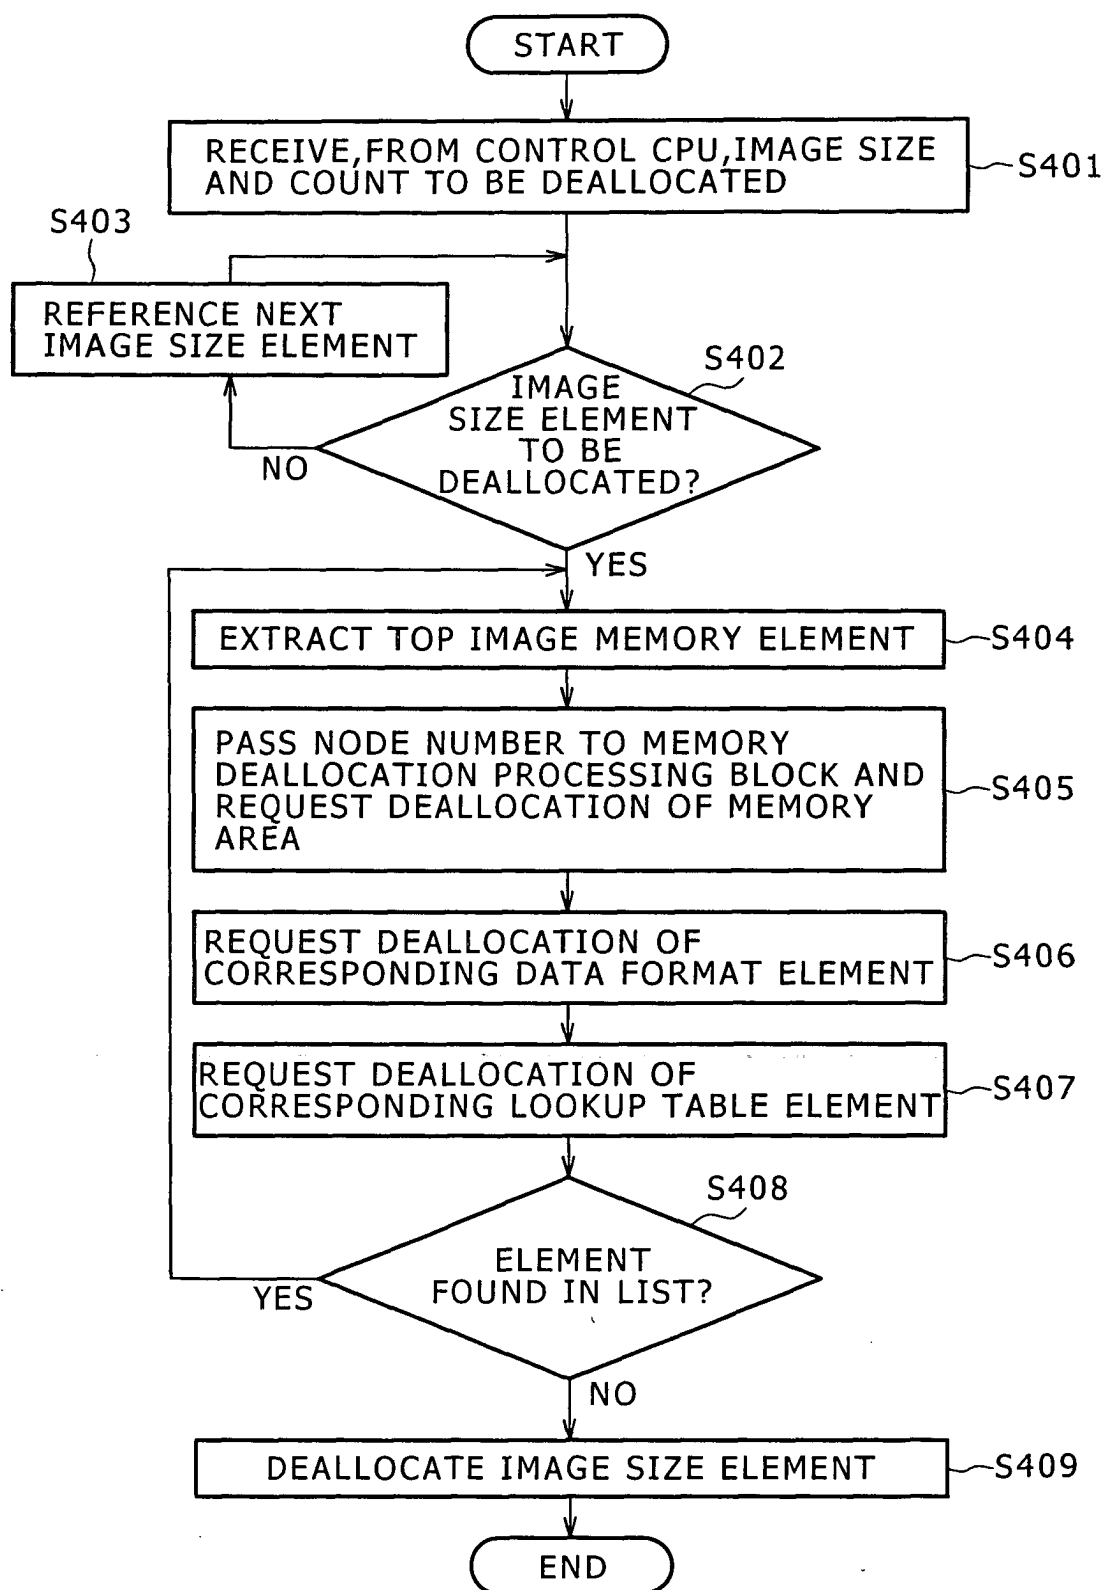 START
RECEIVE,FROM CONTROL CPU,IMAGE SIZE
AND COUNT TO BE DEALLOCATED
S401
S403
REFERENCE NEXT
IMAGE SIZE ELEMENT
S402
IMAGE
SIZE ELEMENT
TO BE
DEALLOCATED?
NO
YES
EXTRACT TOP IMAGE MEMORY ELEMENT
S404
PASS NODE NUMBER TO MEMORY
DEALLOCATION PROCESSING BLOCK AND
REQUEST DEALLOCATION OF MEMORY
AREA
S405
REQUEST DEALLOCATION OF
CORRESPONDING DATA FORMAT ELEMENT
S406
REQUEST DEALLOCATION OF
CORRESPONDING LOOKUP TABLE ELEMENT
S407
S408
ELEMENT
FOUND IN LIST?
YES
NO
DEALLOCATE IMAGE SIZE ELEMENT
S409
END